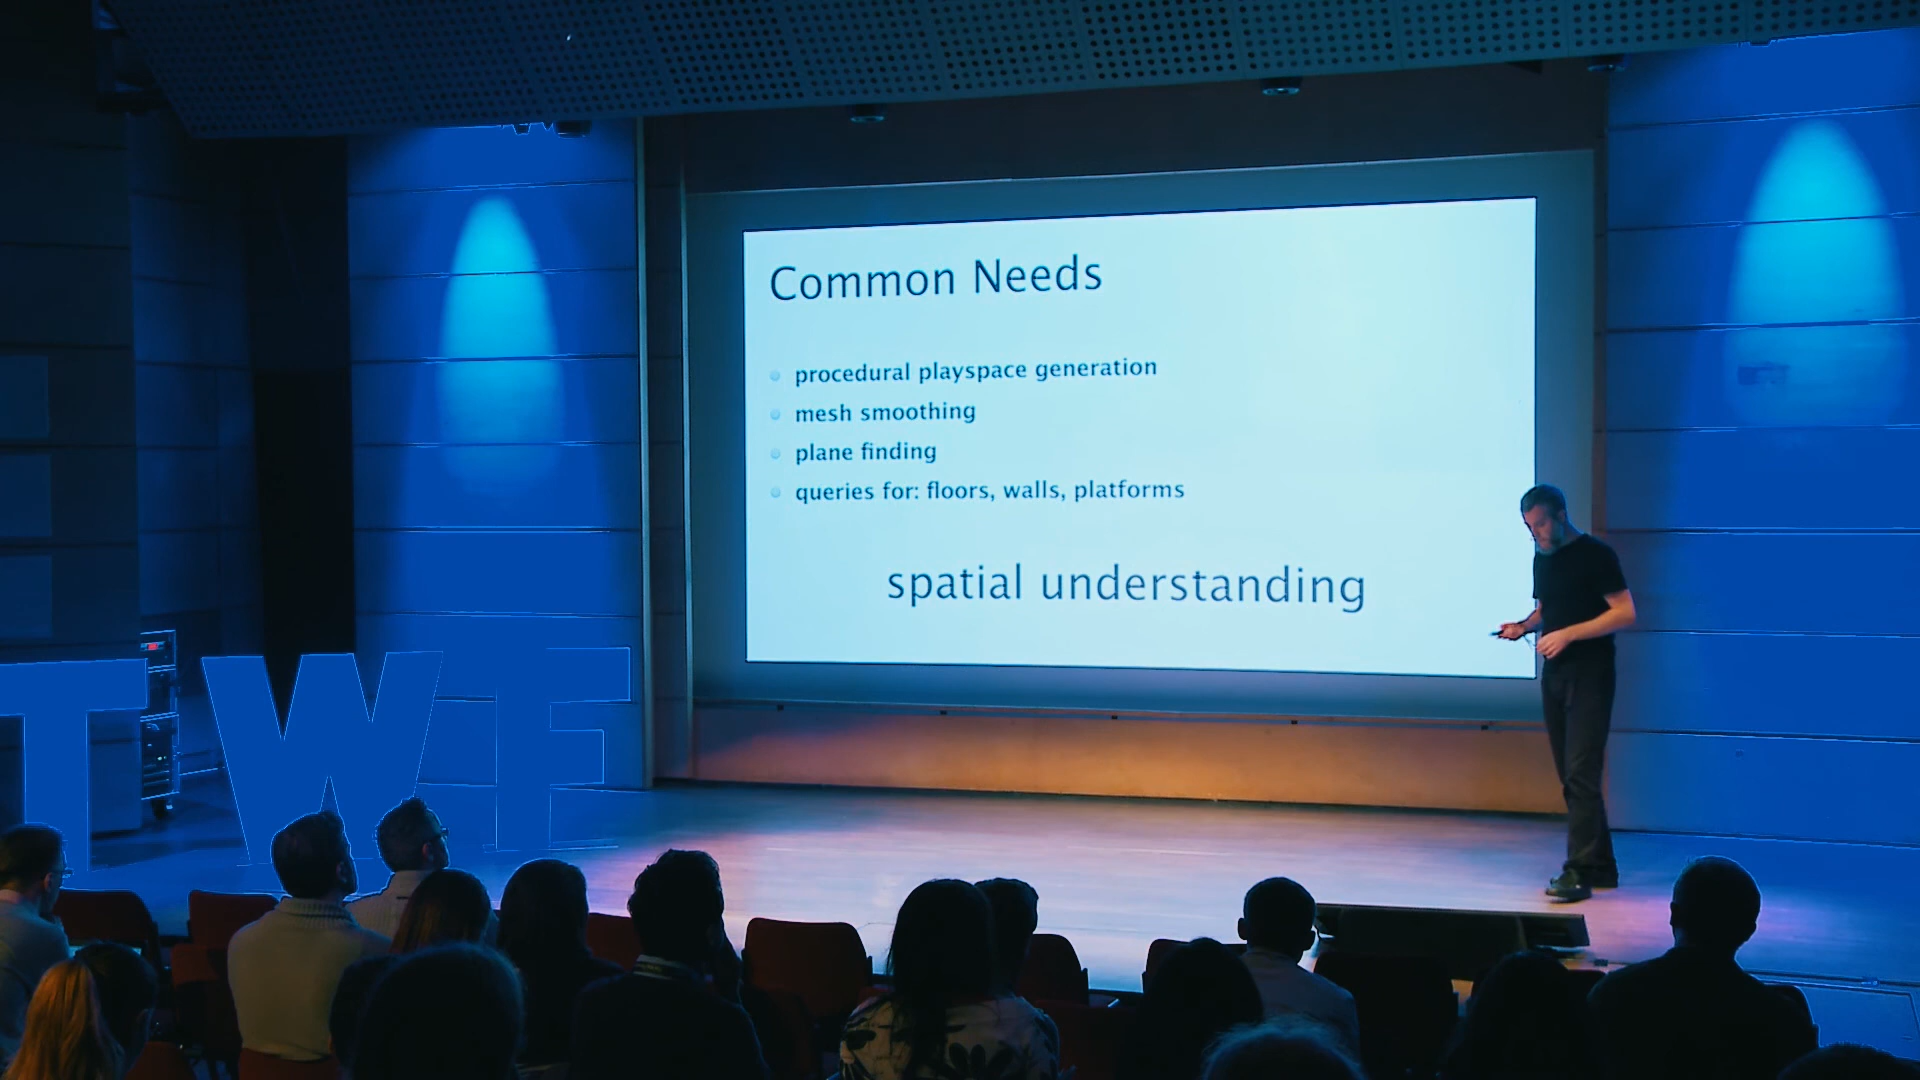 Common Needs
procedural playspace generation
mesh smoothing
plane finding
queries for: floors, walls, platforms
spatial understanding
TWF